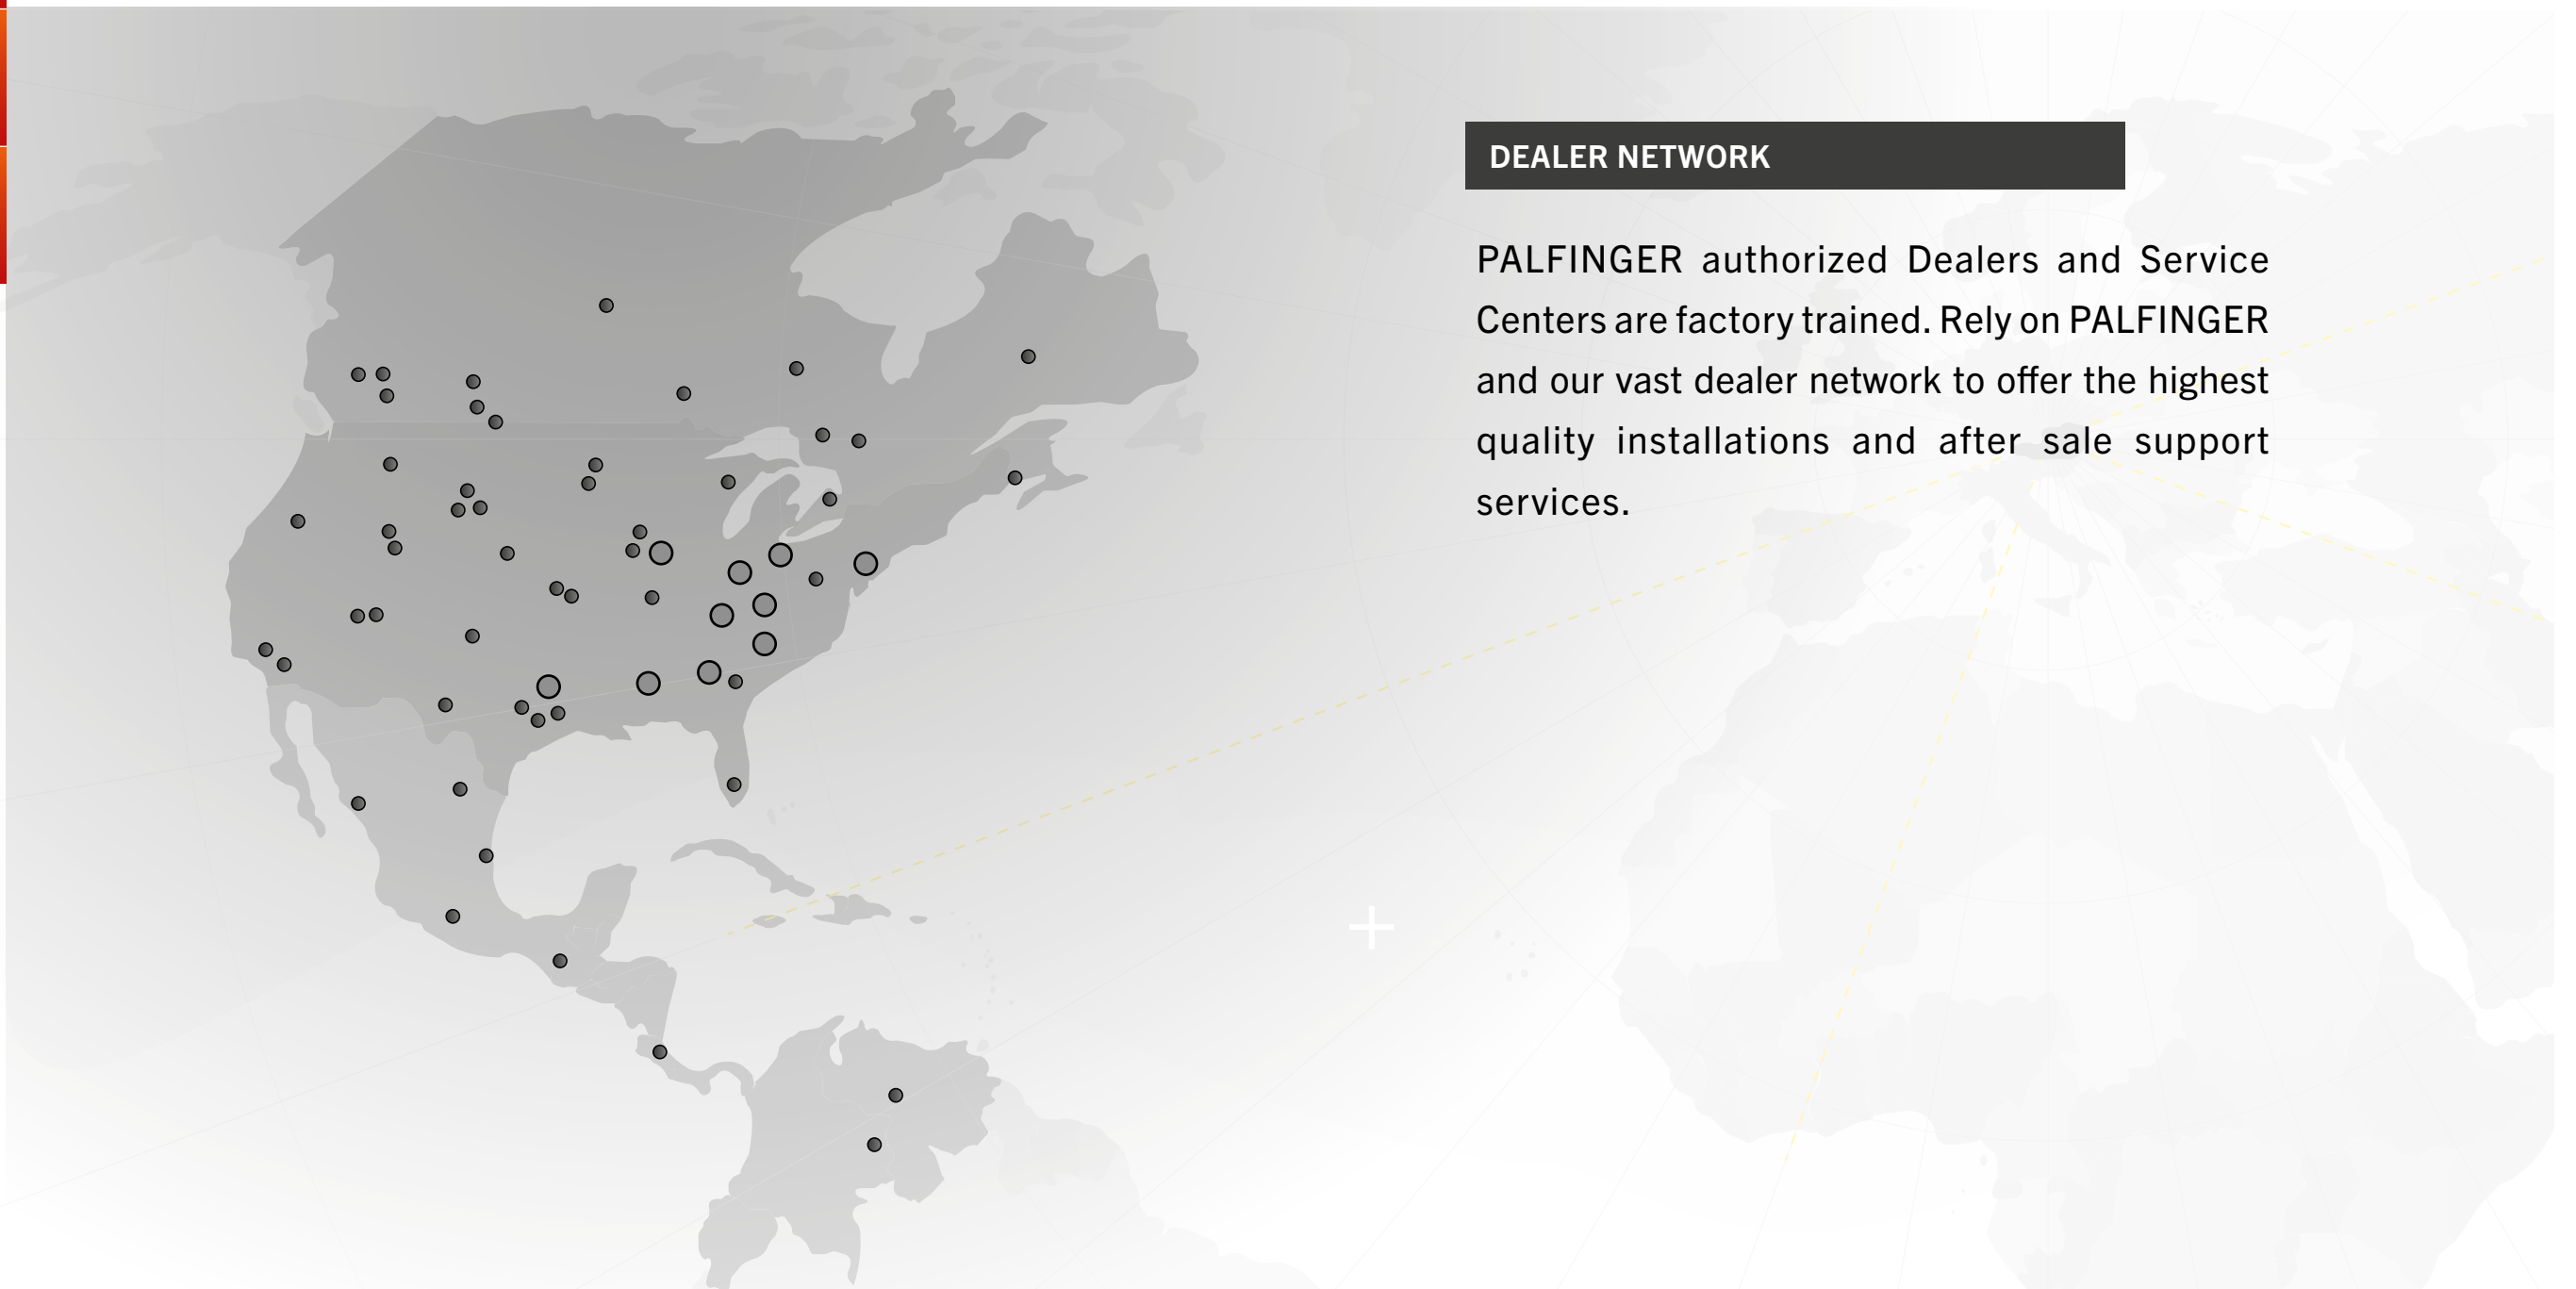 DEALER NETWORK
PALFINGER authorized Dealers and Service
Centers are factory trained. Rely on PALFINGER
and our vast dealer network to offer the highest
quality installations and after sale support
services.